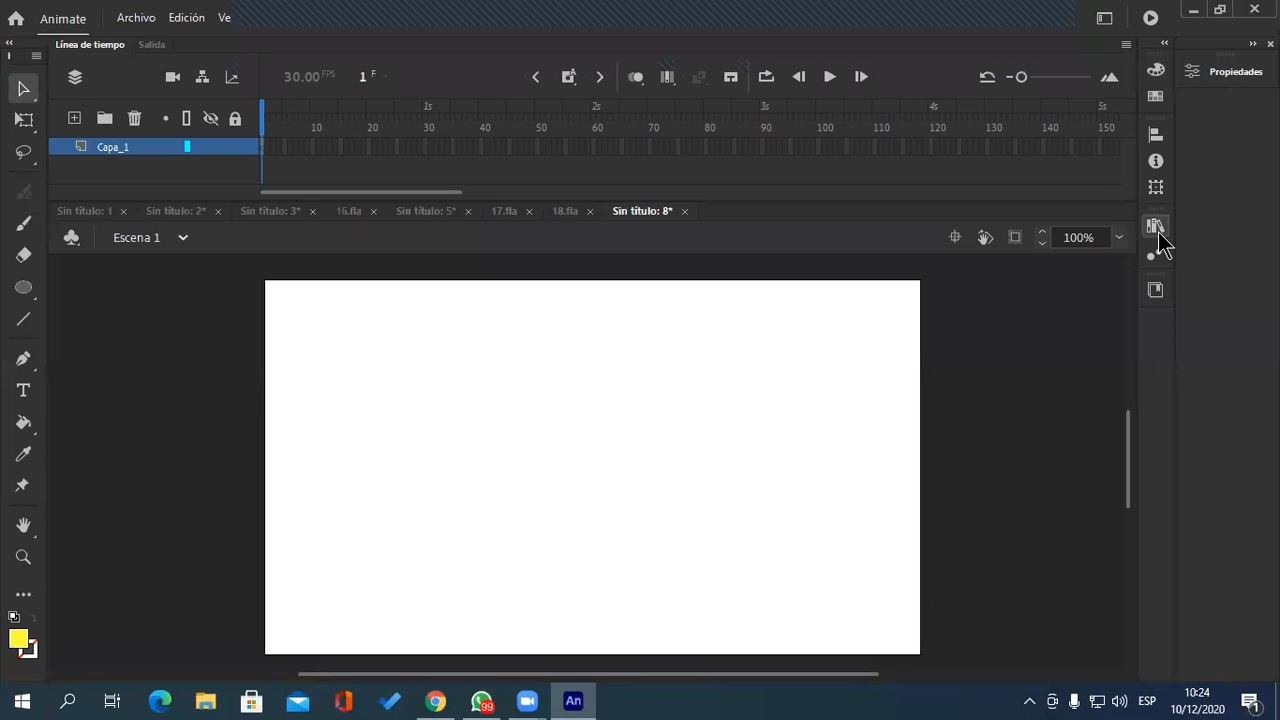 Animate Archivo Edición Ve
Línea de tiempo Salida
30.00 FPS 1 F
1s 2s 3s 4s 5s
10 20 30 40 50 60 70 80 90 100 110 120 130 140 150
Capa_1
Sin título: 1 × Sin título: 2* × Sin título: 3* × 16.fla × Sin título: 5* × 17.fla × 18.fla × Sin título: 8* ×
Escena 1
100%
Propiedades
T
99
An
ESP
10:24
10/12/2020
1